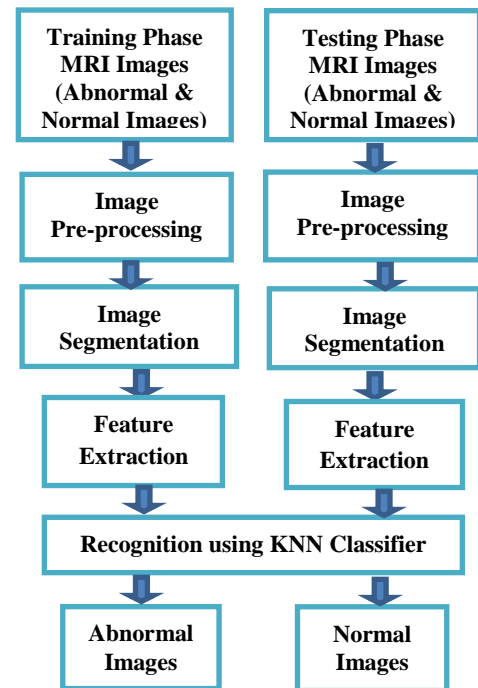 Training Phase
MRI Images
(Abnormal &
Normal Images)
Testing Phase
MRI Images
(Abnormal &
Normal Images)
Image
Pre-processing
Image
Pre-processing
Image
Segmentation
Image
Segmentation
Feature
Extraction
Feature
Extraction
Recognition using KNN Classifier
Abnormal
Images
Normal
Images